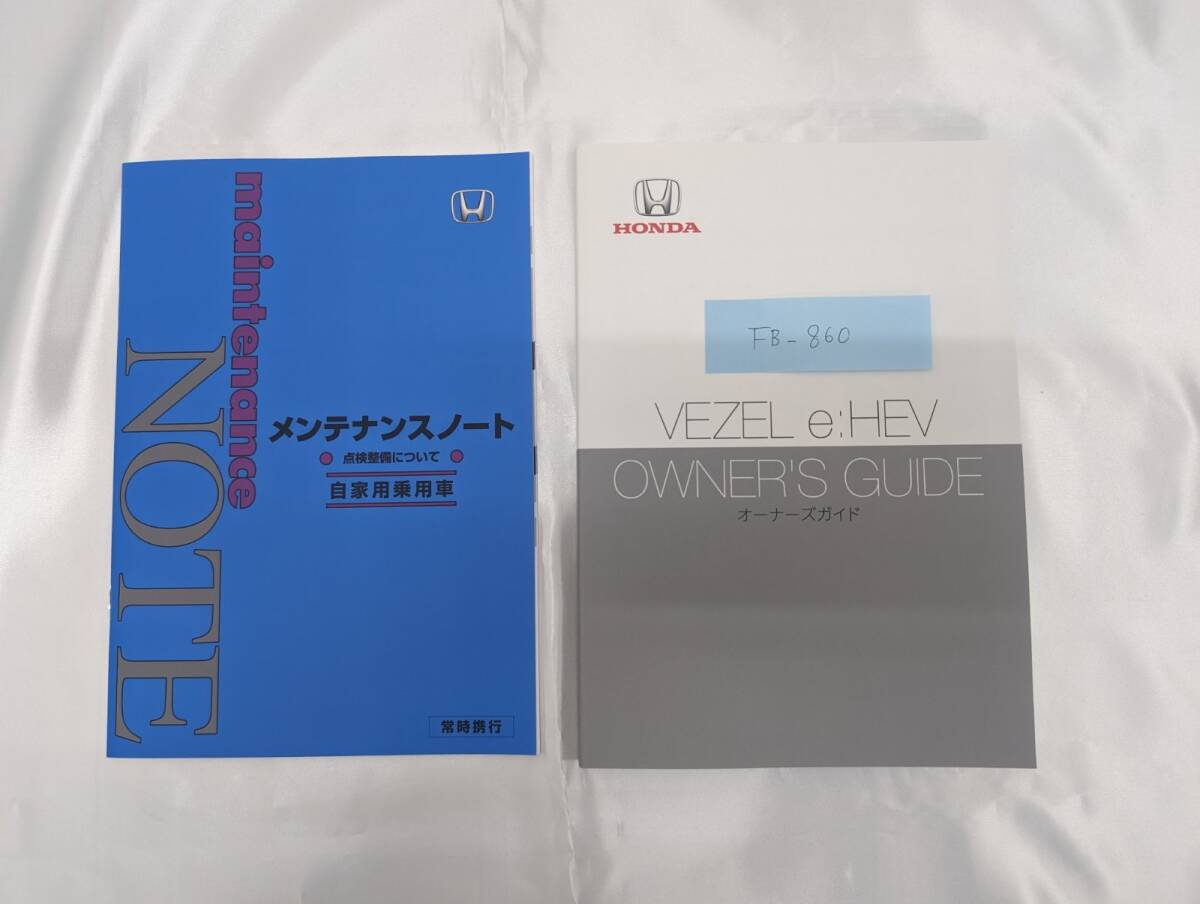 maintenance
NOTE
メンテナンスノート
点検整備について
自家用乗用車
常時携行
HONDA
FB-860
VEZEL e:HEV
OWNER'S GUIDE
オーナーズガイド